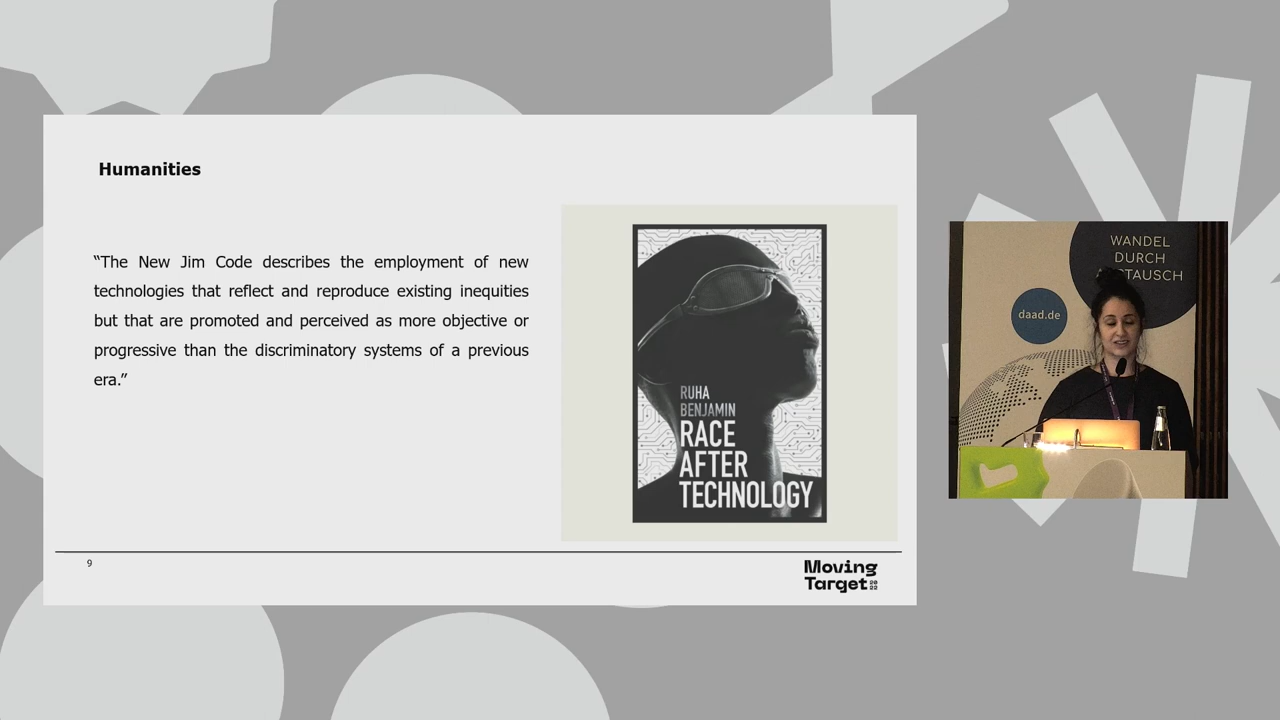 Humanities
“The New Jim Code describes the employment of new
technologies that reflect and reproduce existing inequities
but that are promoted and perceived as more objective or
progressive than the discriminatory systems of a previous
era.”
RUHA
BENJAMIN
RACE
AFTER
TECHNOLOGY
9
Moving
Target 2022
WANDEL
DURCH
TAUSCH
daad.de